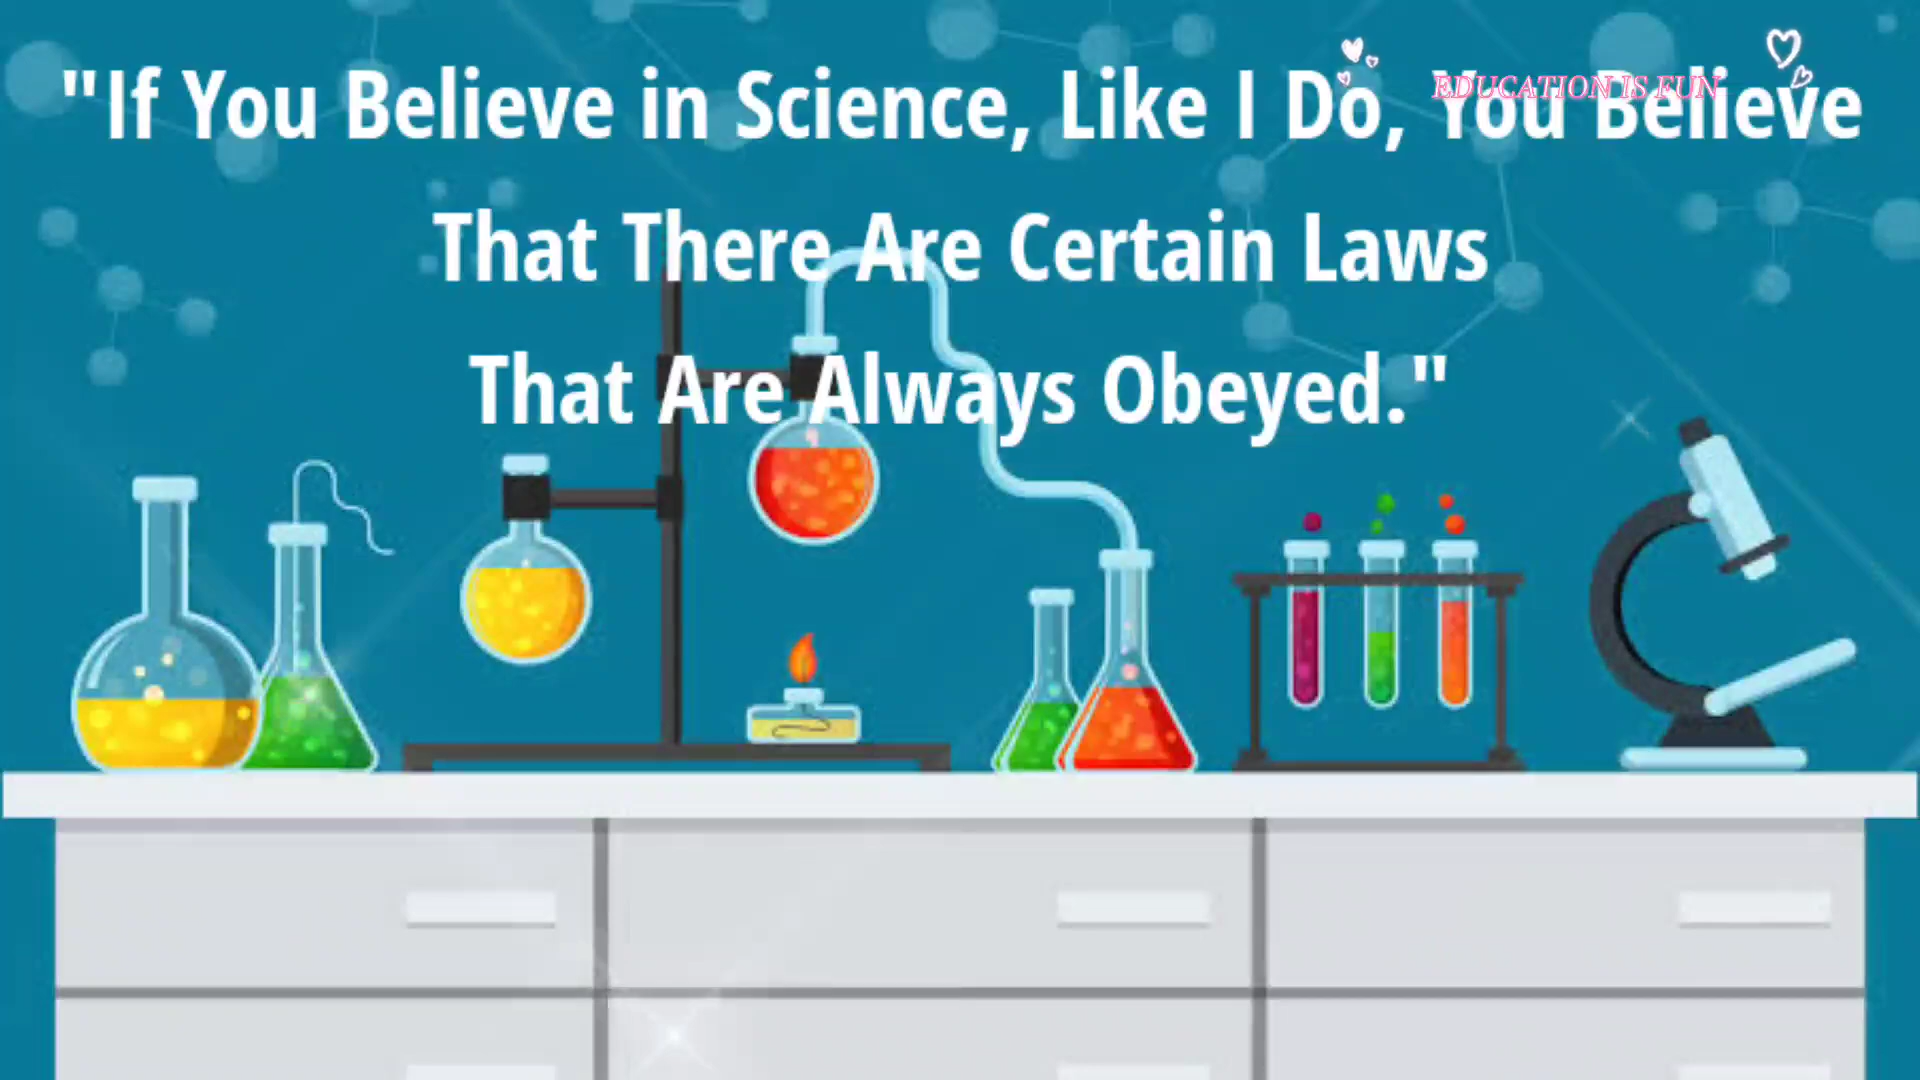 "If You Believe in Science, Like I Do, You Believe
EDUCATION IS FUN
That There Are Certain Laws
That Are Always Obeyed."